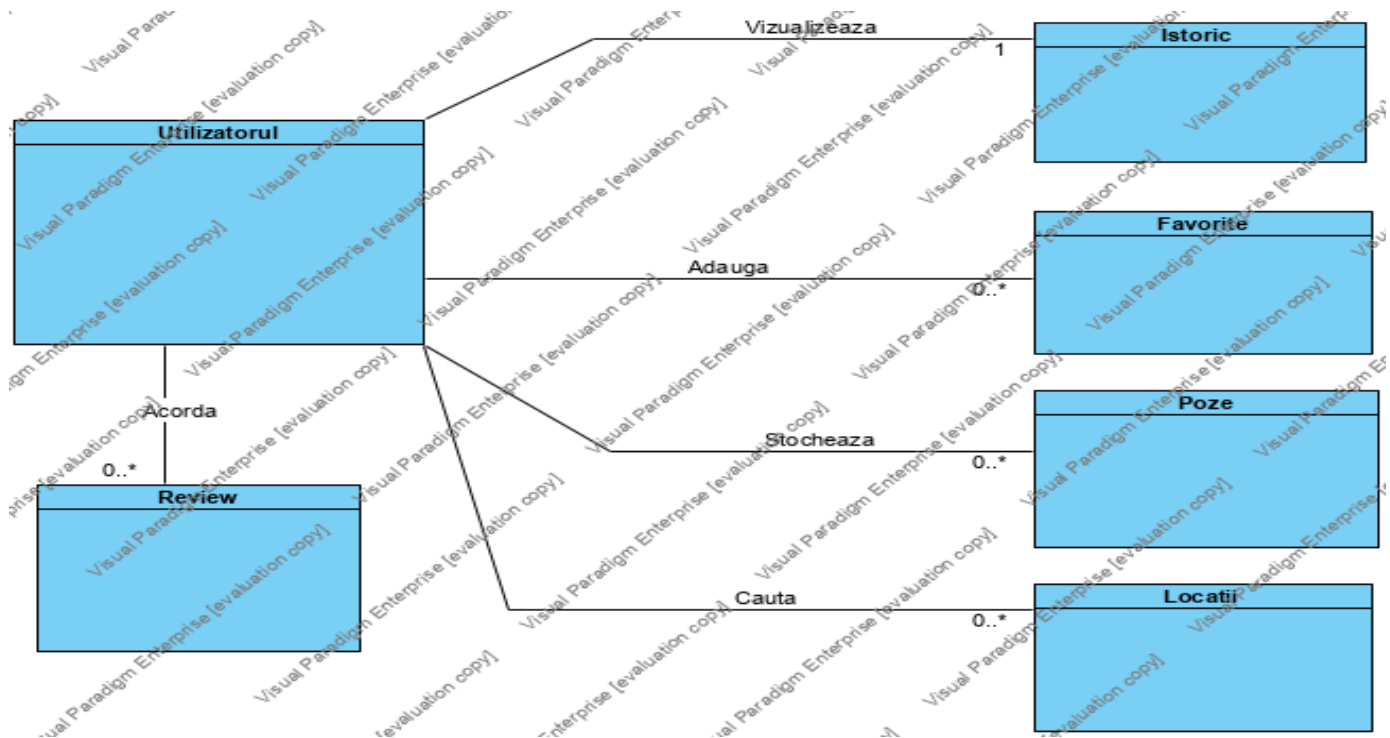 Vizualizeaza
1
Istoric
Utilizatorul
Adauga
0..*
Favorite
Acorda
0..*
Review
Stocheaza
0..*
Poze
Cauta
0..*
Locatii
Visual Paradigm Enterprise [evaluation copy]